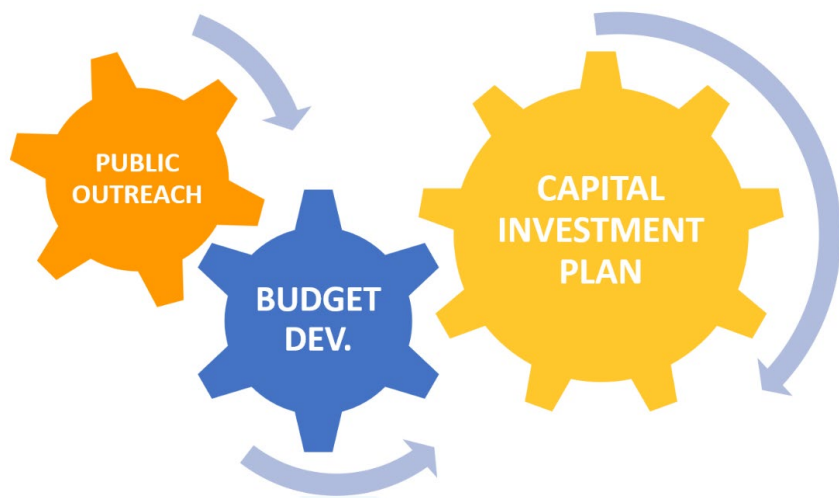 PUBLIC
OUTREACH
BUDGET
DEV.
CAPITAL
INVESTMENT
PLAN